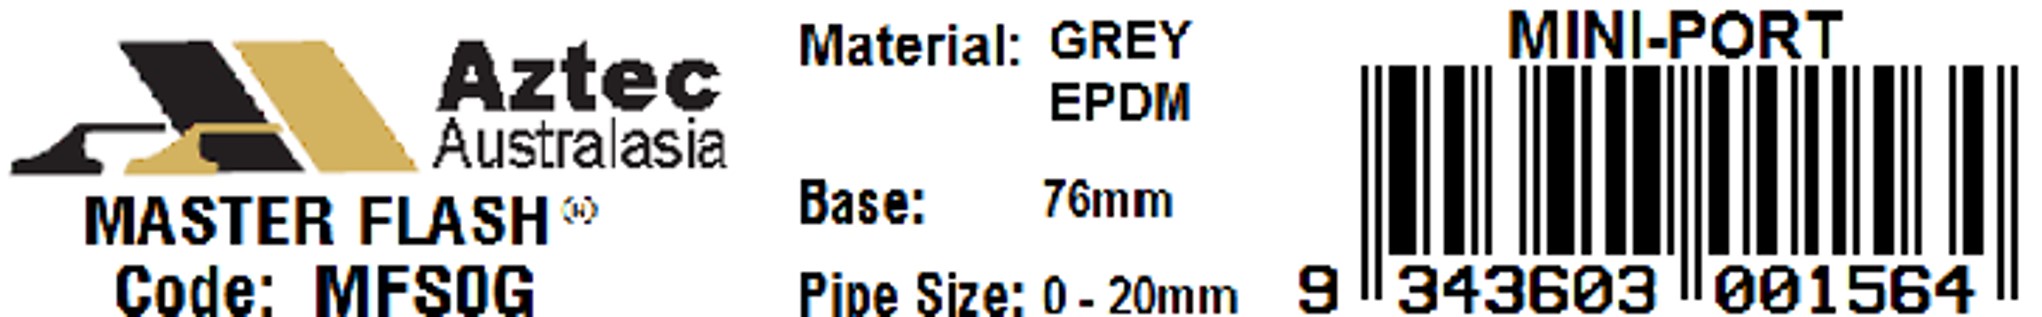 Aztec
Australasia
MASTER FLASH®
Code: MFS0G
Material: GREY
EPDM
Base: 76mm
Pipe Size: 0 - 20mm
MINI-PORT
9 343603 001564